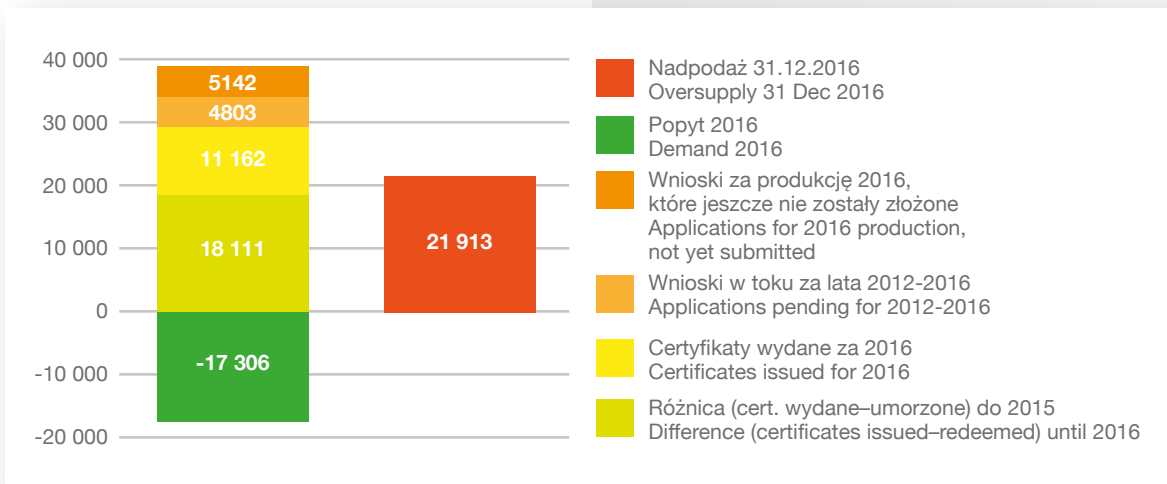 40 000
30 000
20 000
10 000
0
-10 000
-20 000
5142
4803
11 162
18 111
-17 306
21 913
Nadpodaż 31.12.2016
Oversupply 31 Dec 2016
Popyt 2016
Demand 2016
Wnioski za produkcję 2016,
które jeszcze nie zostały złożone
Applications for 2016 production,
not yet submitted
Wnioski w toku za lata 2012-2016
Applications pending for 2012-2016
Certyfikaty wydane za 2016
Certificates issued for 2016
Różnica (cert. wydane–umorzone) do 2015
Difference (certificates issued–redeemed) until 2016